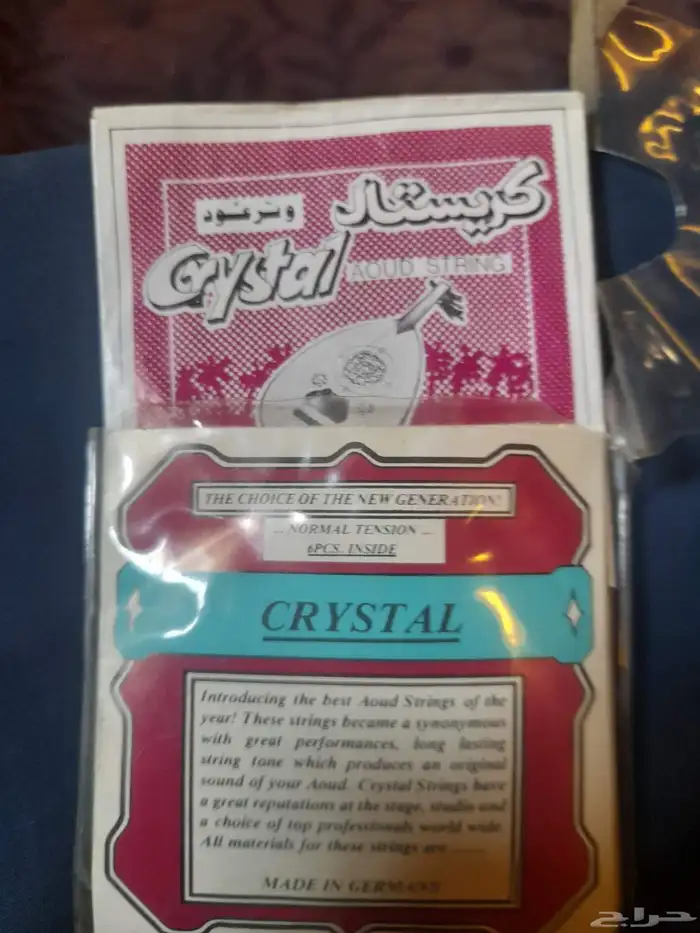 كريستال
وتر عود
Crystal
AOUD STRING
THE CHOICE OF THE NEW GENERATION!
... NORMAL TENSION ...
6PCS. INSIDE
CRYSTAL
Introducing the best Aoud Strings of the
year! These strings became a synonymous
with great performances, long lasting
string tone which produces an original
sound of your Aoud. Crystal Strings have
a great reputations at the stage, studio and
a choice of top professionals world wide.
All materials for these strings are ........
MADE IN GERMANY
حراج